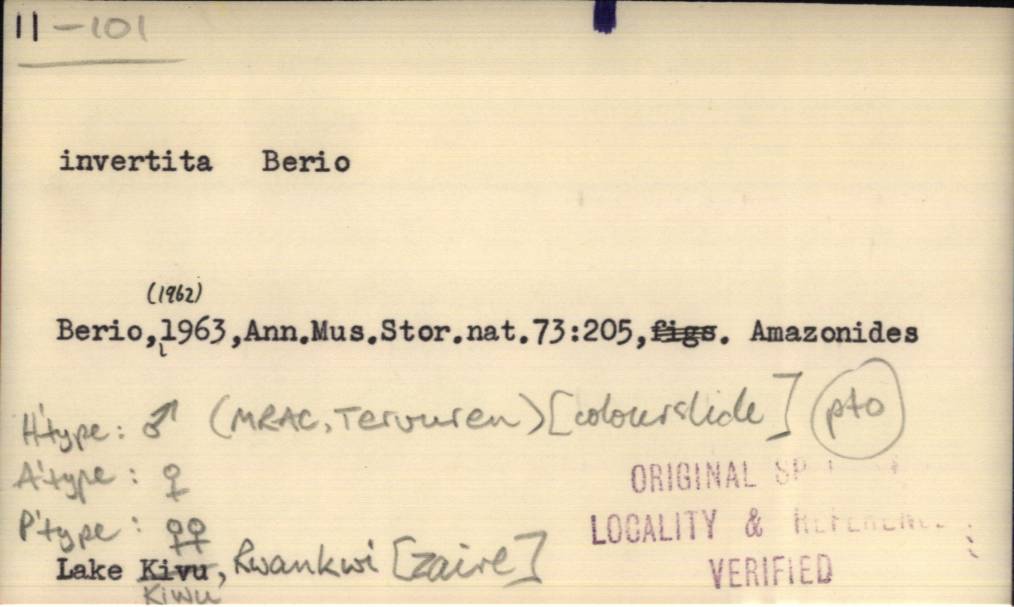 11-101
invertita Berio
(1962)
Berio, 1963, Ann.Mus.Stor.nat.73:205, figs. Amazonides
H'type: ♂ (MRAC, Tervuren) [colourslide] pto
A'type: ♀
P'type: ♀♀
Lake Kivu, Rwankwi [Zaire]
KIWU
ORIGINAL
LOCALITY &
VERIFIED